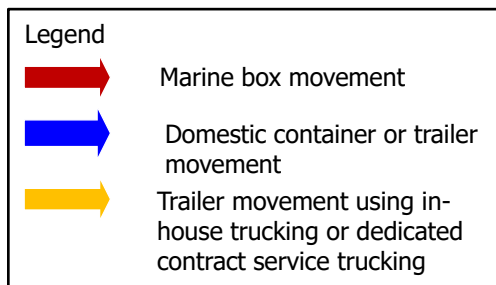 Legend
Marine box movement
Domestic container or trailer
movement
Trailer movement using in-
house trucking or dedicated
contract service trucking